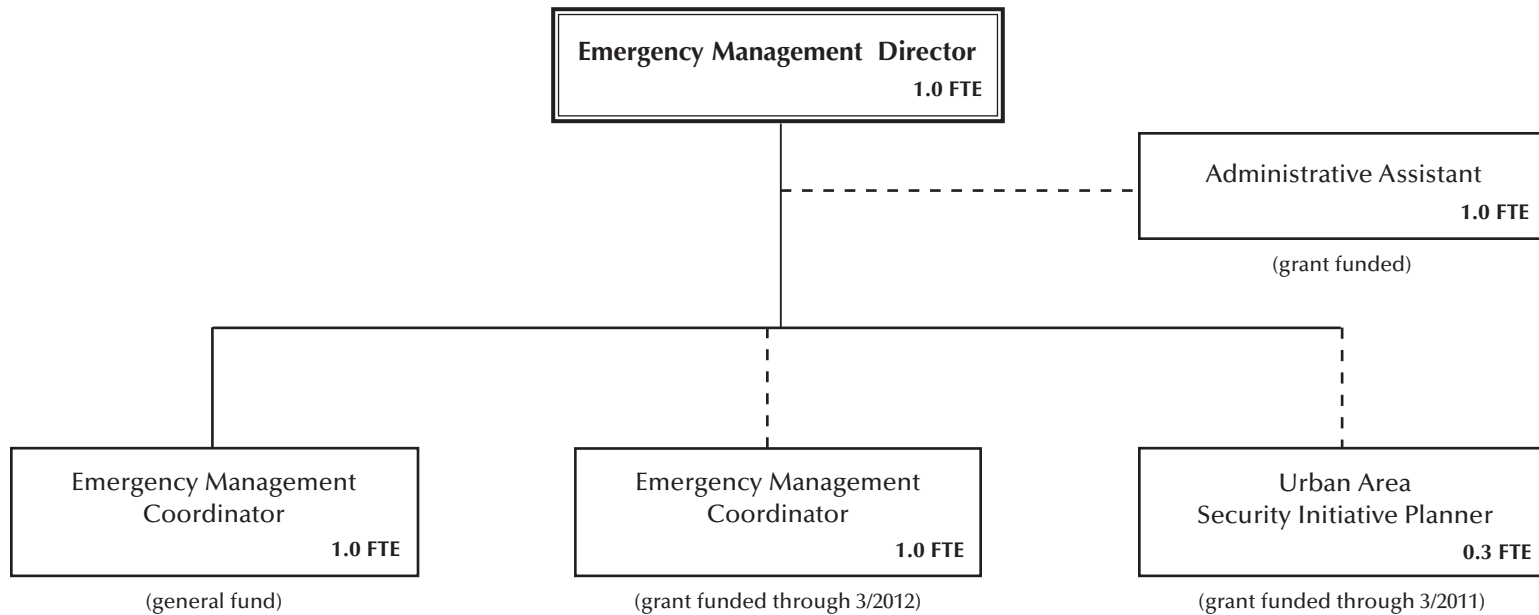 Emergency Management Director
1.0 FTE
Administrative Assistant
1.0 FTE
(grant funded)
Emergency Management
Coordinator
1.0 FTE
(general fund)
Emergency Management
Coordinator
1.0 FTE
(grant funded through 3/2012)
Urban Area
Security Initiative Planner
0.3 FTE
(grant funded through 3/2011)